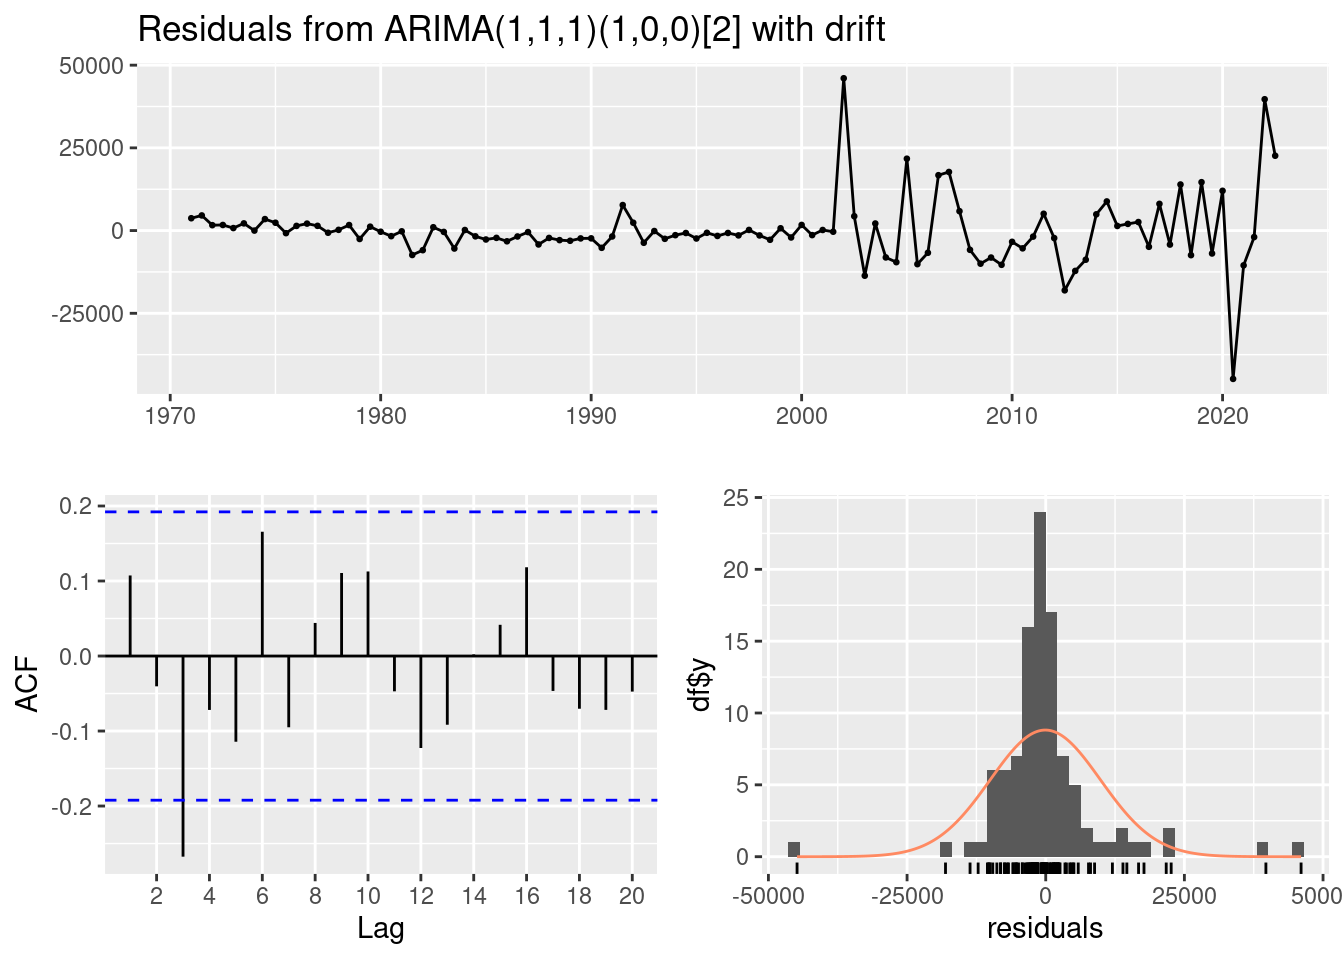 Residuals from ARIMA(1,1,1)(1,0,0)[2] with drift
50000
25000
0
-25000
1970 1980 1990 2000 2010 2020
0.2
0.1
0.0
-0.1
-0.2
ACF
2 4 6 8 10 12 14 16 18 20
Lag
25
20
15
10
5
0
df$y
-50000 -25000 0 25000 5000
residuals